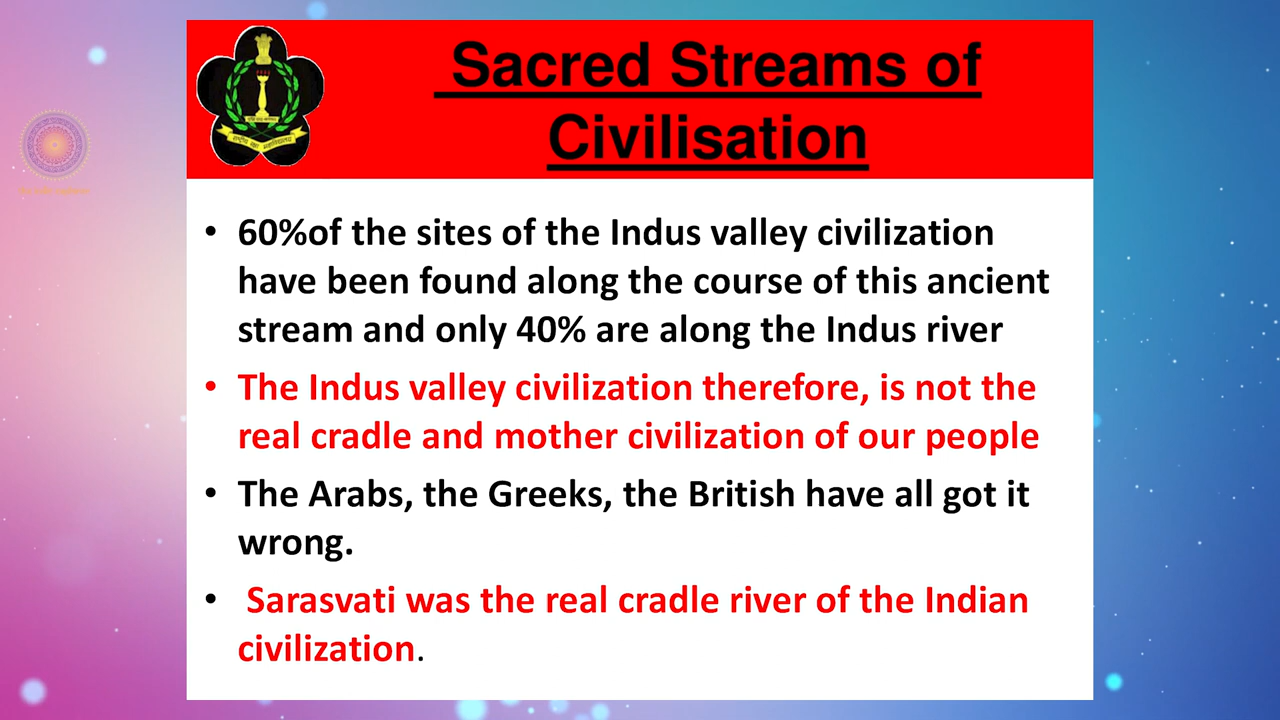 Sacred Streams of
Civilisation
• 60%of the sites of the Indus valley civilization
have been found along the course of this ancient
stream and only 40% are along the Indus river
• The Indus valley civilization therefore, is not the
real cradle and mother civilization of our people
• The Arabs, the Greeks, the British have all got it
wrong.
• Sarasvati was the real cradle river of the Indian
civilization.